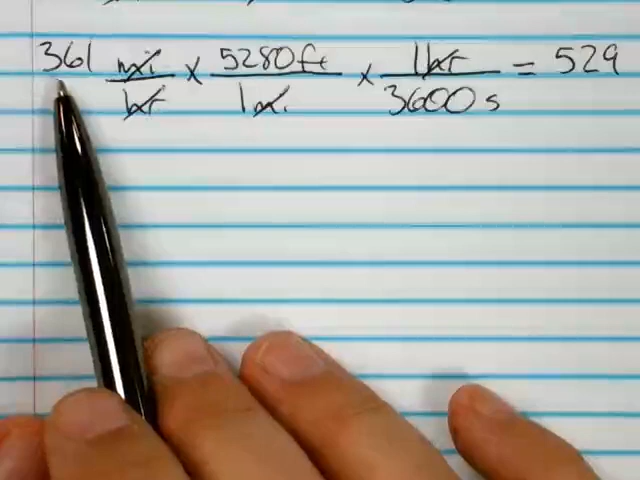 361 mi/hr x 5280 ft/1 mi. x 1 hr/3600 s = 529